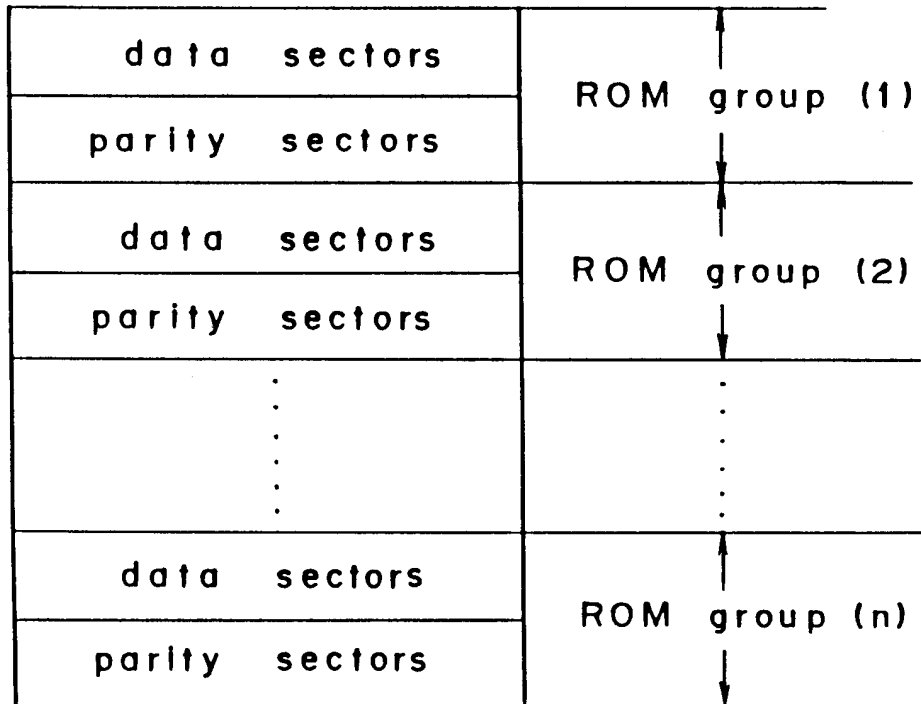 data sectors
ROM group (1)
parity sectors
data sectors
ROM group (2)
parity sectors
data sectors
ROM group (n)
parity sectors